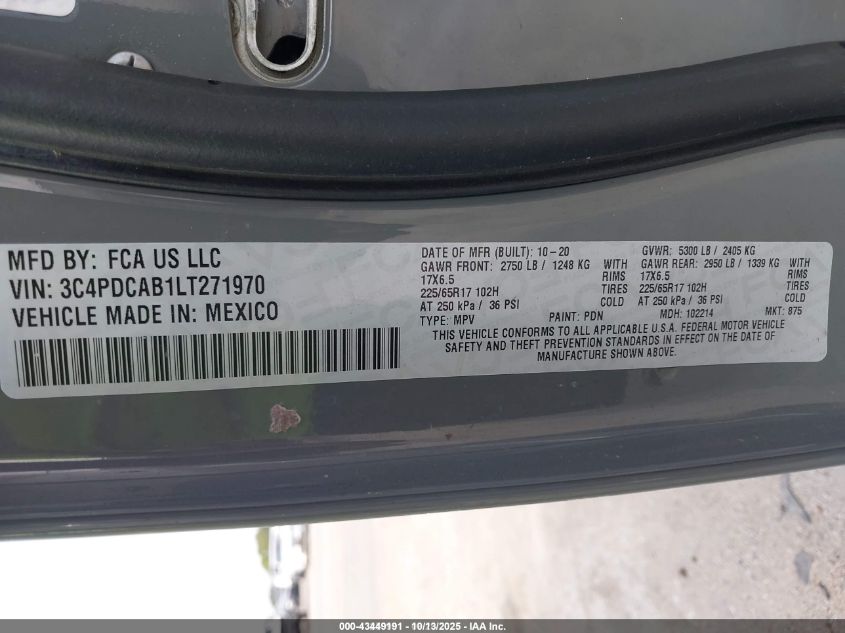 MFD BY: FCA US LLC
VIN: 3C4PDCAB1LT271970
VEHICLE MADE IN: MEXICO
DATE OF MFR (BUILT): 10-20 GVWR: 5300 LB / 2405 KG
GAWR FRONT: 2750 LB / 1248 KG WITH GAWR REAR: 2950 LB / 1339 KG WITH
17X6.5 RIMS 17X6.5 RIMS
225/65R17 102H TIRES 225/65R17 102H TIRES
AT 250 kPa / 36 PSI COLD AT 250 kPa / 36 PSI COLD
TYPE: MPV PAINT: PDN MDH: 102214 MKT: 875
THIS VEHICLE CONFORMS TO ALL APPLICABLE U.S.A. FEDERAL MOTOR VEHICLE
SAFETY AND THEFT PREVENTION STANDARDS IN EFFECT ON THE DATE OF
MANUFACTURE SHOWN ABOVE.
000-43449191 - 10/13/2025 - IAA Inc.